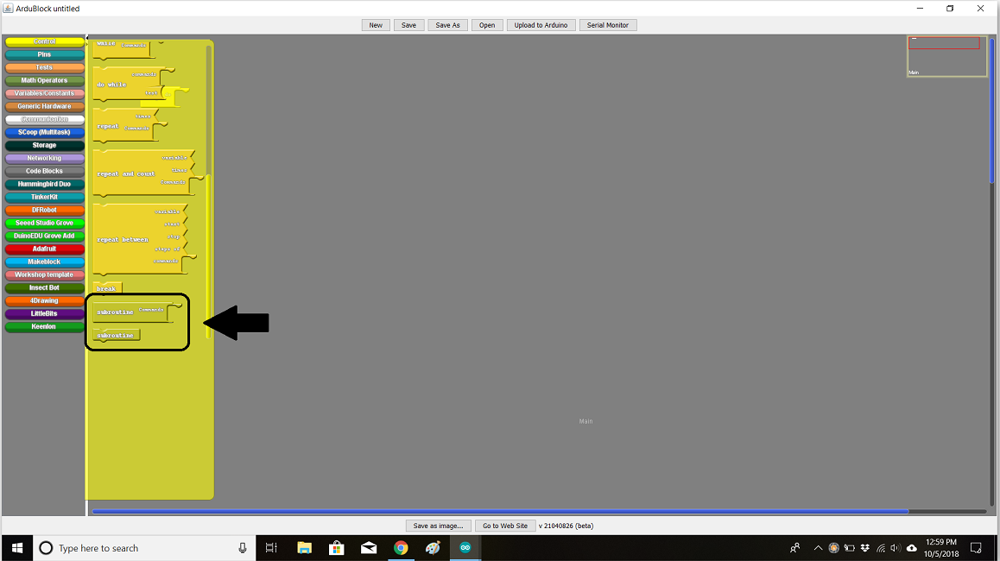 ArduBlock untitled
New Save Save As Open Upload to Arduino Serial Monitor
Control
Pins
Tests
Math Operators
Variables/Constants
Generic Hardware
Communication
SCoop (Multitask)
Storage
Networking
Code Blocks
Hummingbird Duo
TinkerKit
DFRobot
Seeed Studio Grove
DuinoEDU Grove Add
Adafruit
Makeblock
Workshop template
Insect Bot
4Drawing
LittleBits
Keenlon
while Commands
commands
do while
test
times
repeat Commands
variable
times
repeat and count
Commands
variable
start
stop
repeat between
steps of
commands
break
subroutine Commands
subroutine
Main
Main
Save as image... Go to Web Site v 21040826 (beta)
Type here to search
12:59 PM
10/5/2018